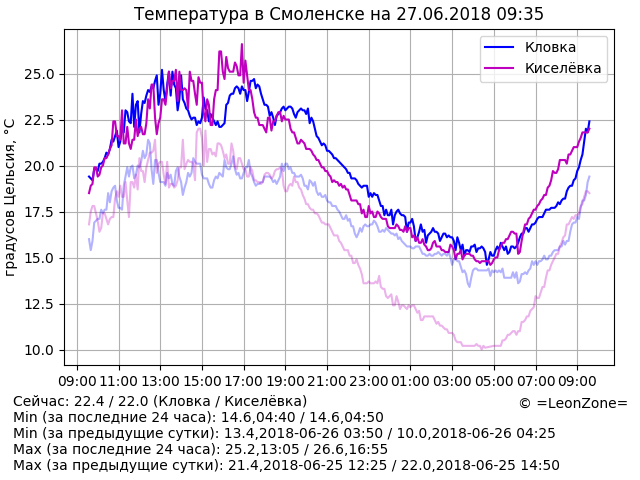 Температура в Смоленске на 27.06.2018 09:35
Кловка
Киселёвка
градусов Цельсия, °C
25.0
22.5
20.0
17.5
15.0
12.5
10.0
09:00 11:00 13:00 15:00 17:00 19:00 21:00 23:00 01:00 03:00 05:00 07:00 09:00
Сейчас: 22.4 / 22.0 (Кловка / Киселёвка)
© =LeonZone=
Min (за последние 24 часа): 14.6,04:40 / 14.6,04:50
Min (за предыдущие сутки): 13.4,2018-06-26 03:50 / 10.0,2018-06-26 04:25
Max (за последние 24 часа): 25.2,13:05 / 26.6,16:55
Max (за предыдущие сутки): 21.4,2018-06-25 12:25 / 22.0,2018-06-25 14:50